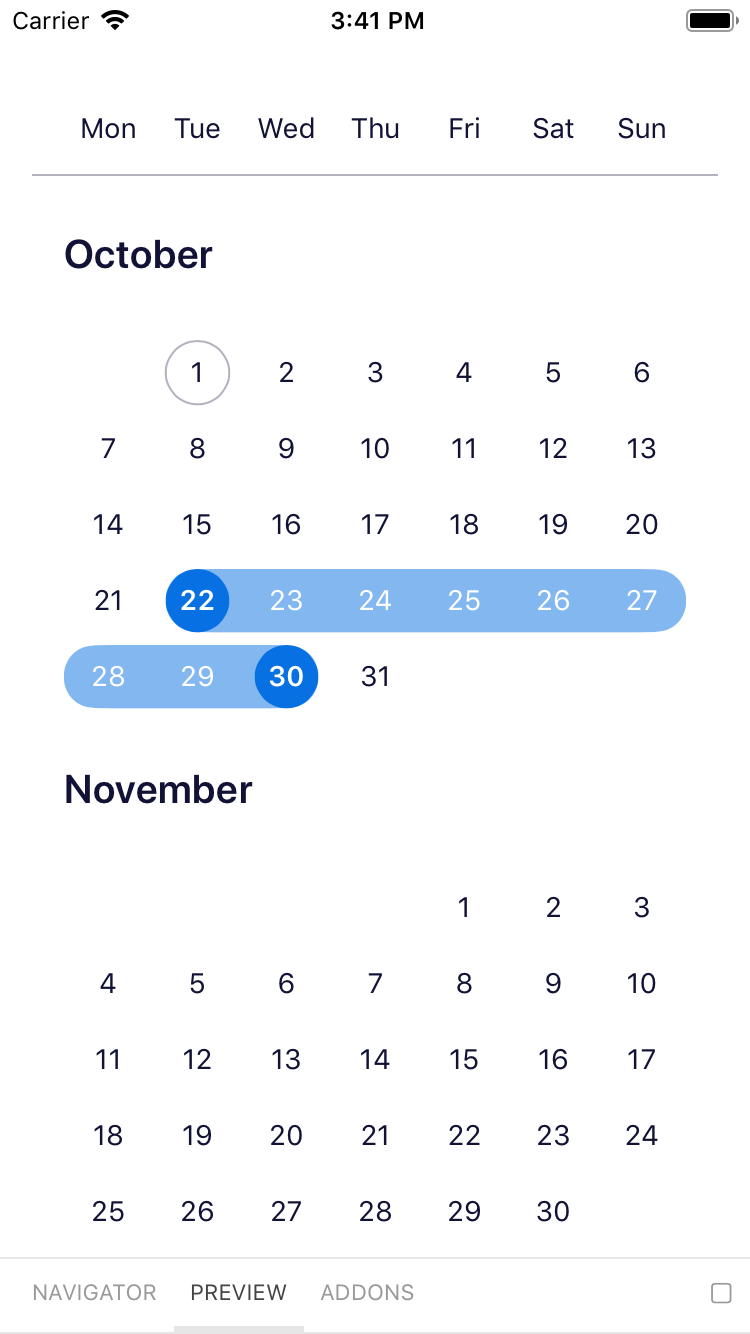 Carrier 3:41 PM
Mon Tue Wed Thu Fri Sat Sun
October
1 2 3 4 5 6
7 8 9 10 11 12 13
14 15 16 17 18 19 20
21 22 23 24 25 26 27
28 29 30 31
November
1 2 3
4 5 6 7 8 9 10
11 12 13 14 15 16 17
18 19 20 21 22 23 24
25 26 27 28 29 30
NAVIGATOR PREVIEW ADDONS